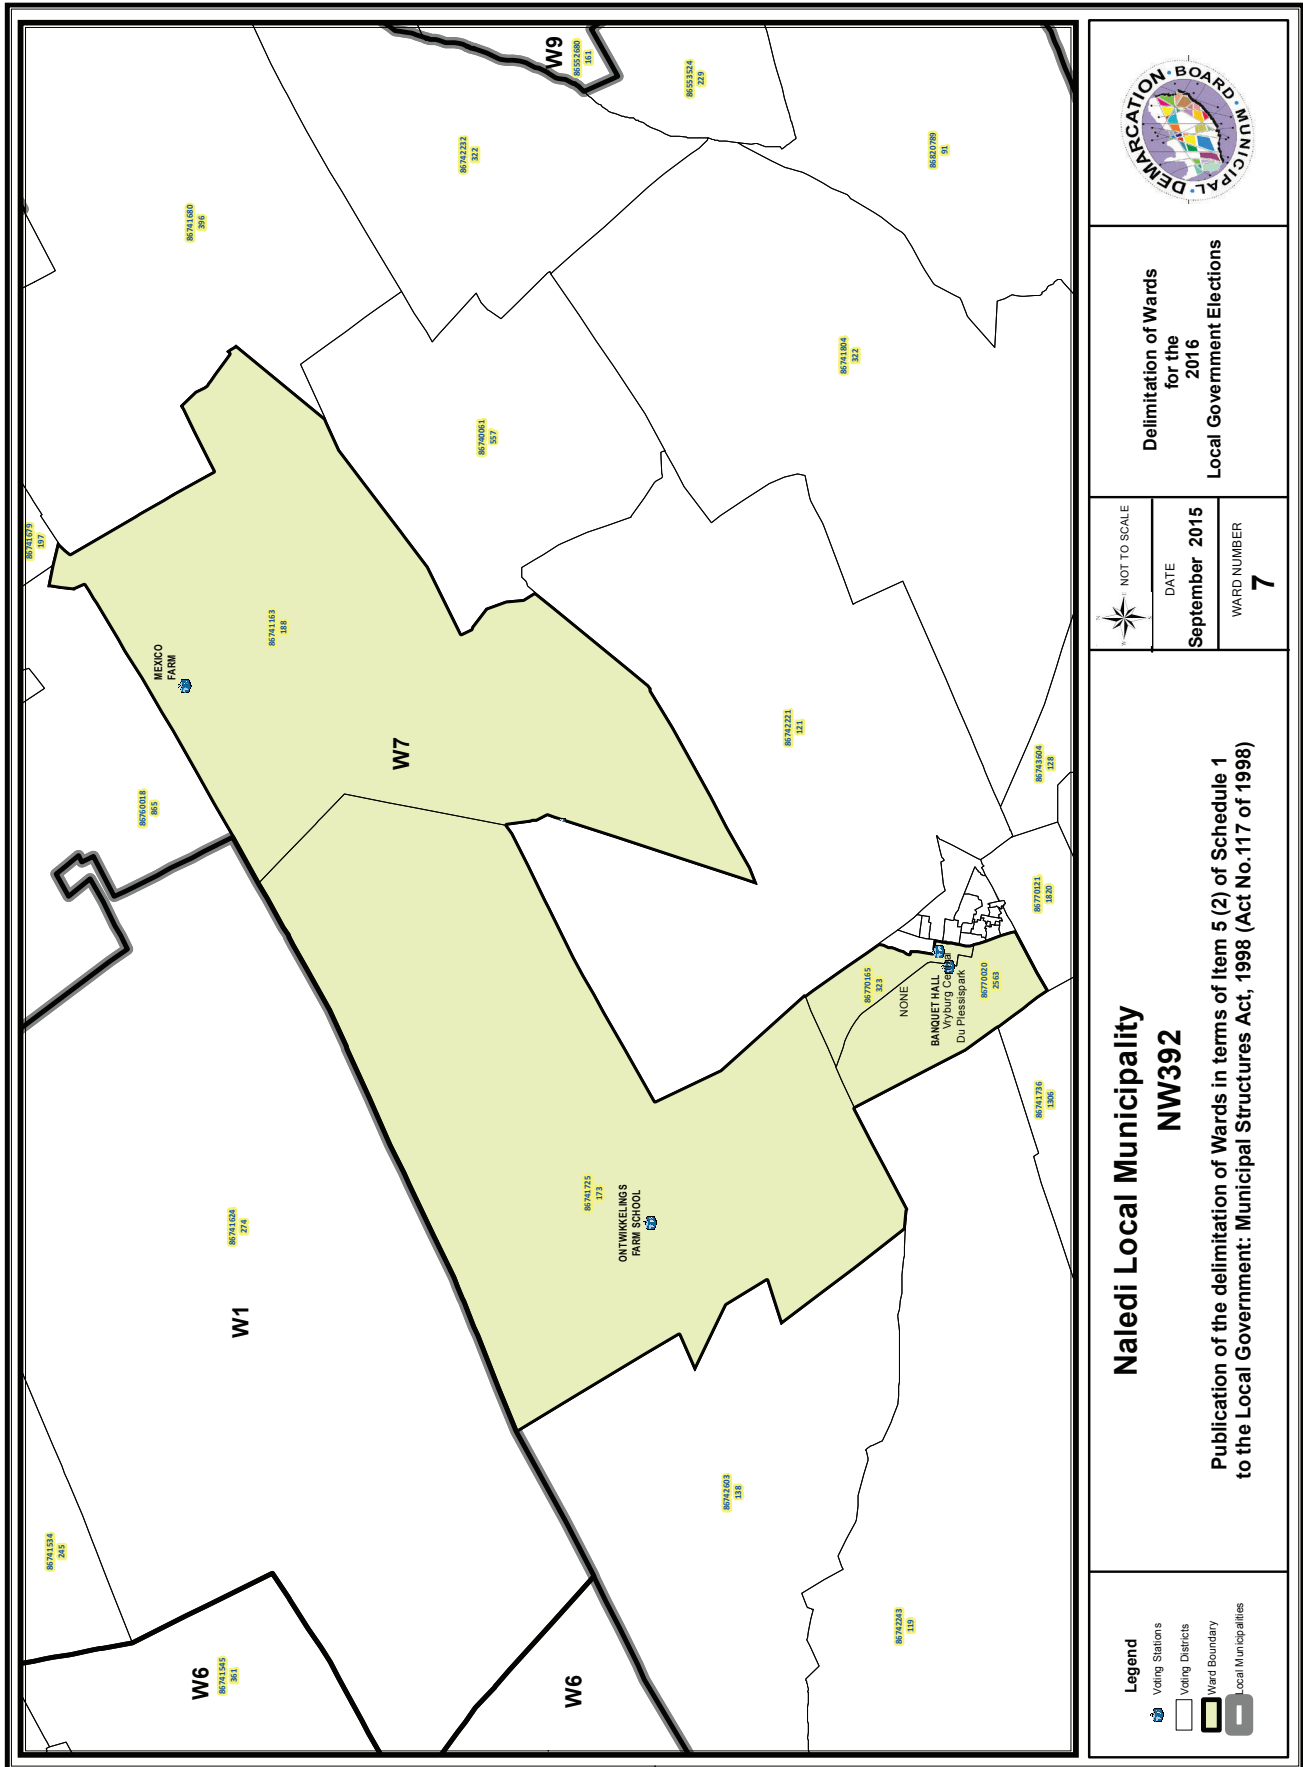 W9
86552680
161
86553524
229
86742232
322
86820789
91
86741680
396
86741804
322
86740061
557
86741679
197
86741163
188
MEXICO
FARM
W7
86742221
121
86743604
128
86760018
865
86770121
1820
86770165
323
NONE
BANQUET HALL
Vryburg Central
Du Plessispark
86770020
2563
86741736
1306
86741725
173
ONTWIKKELINGS
FARM SCHOOL
86741624
274
W1
86742603
138
86741534
245
86742243
119
W6
86741545
361
W6
Legend
Voting Stations
Voting Districts
Ward Boundary
Local Municipalities
Naledi Local Municipality
NW392
Publication of the delimitation of Wards in terms of Item 5 (2) of Schedule 1
to the Local Government: Municipal Structures Act, 1998 (Act No.117 of 1998)
NOT TO SCALE
DATE
September 2015
WARD NUMBER
7
Delimitation of Wards
for the
2016
Local Government Elections
MUNICIPAL • DEMARCATION • BOARD •